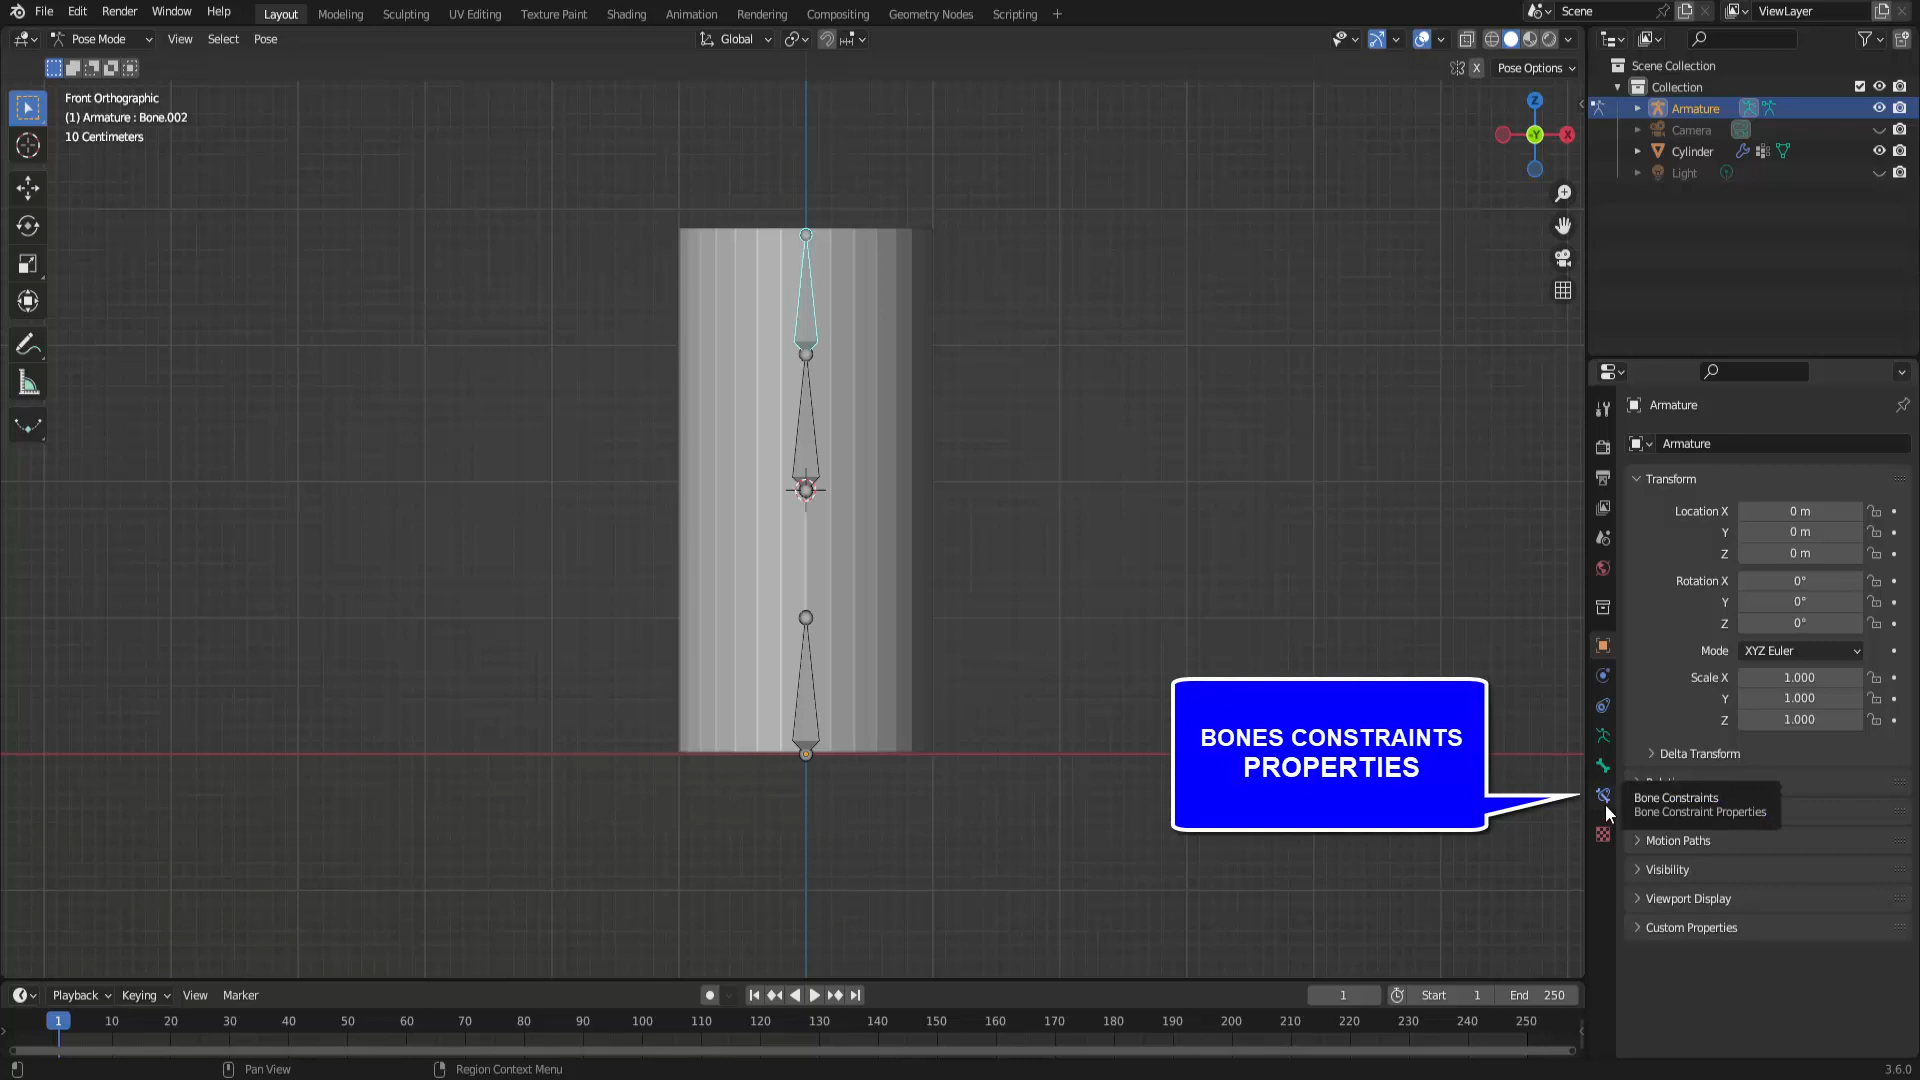 File Edit Render Window Help Layout Modeling Sculpting UV Editing Texture Paint Shading Animation Rendering Compositing Geometry Nodes Scripting + Scene ViewLayer
Pose Mode View Select Pose Global
X Pose Options
Front Orthographic
(1) Armature : Bone.002
10 Centimeters
Z
-Y
X
Scene Collection
Collection
Armature
Camera
Cylinder
Light
Armature
Armature
Transform
Location X 0 m
Y 0 m
Z 0 m
Rotation X 0°
Y 0°
Z 0°
Mode XYZ Euler
Scale X 1.000
Y 1.000
Z 1.000
Delta Transform
Bone Constraints
Bone Constraint Properties
Motion Paths
Visibility
Viewport Display
Custom Properties
BONES CONSTRAINTS
PROPERTIES
Playback Keying View Marker 1 Start 1 End 250
1 10 20 30 40 50 60 70 80 90 100 110 120 130 140 150 160 170 180 190 200 210 220 230 240 250
Pan View Region Context Menu 3.6.0